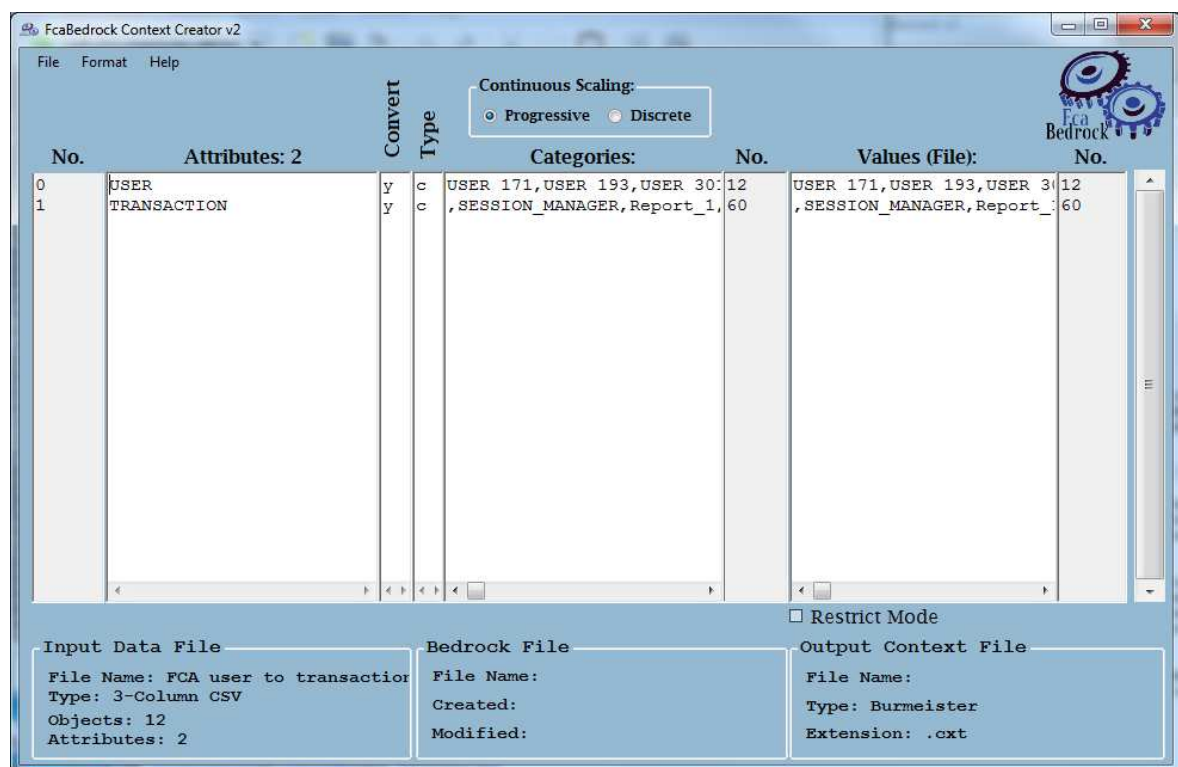 FcaBedrock Context Creator v2
File Format Help
Convert
Type
Continuous Scaling:
Progressive Discrete
Fca
Bedrock
No. Attributes: 2 Categories: No. Values (File): No.
0 USER y c USER 171,USER 193,USER 301 12 USER 171,USER 193,USER 30 12
1 TRANSACTION y c ,SESSION_MANAGER,Report_1, 60 ,SESSION_MANAGER,Report_1 60
Restrict Mode
Input Data File
File Name: FCA user to transaction
Type: 3-Column CSV
Objects: 12
Attributes: 2
Bedrock File
File Name:
Created:
Modified:
Output Context File
File Name:
Type: Burmeister
Extension: .cxt